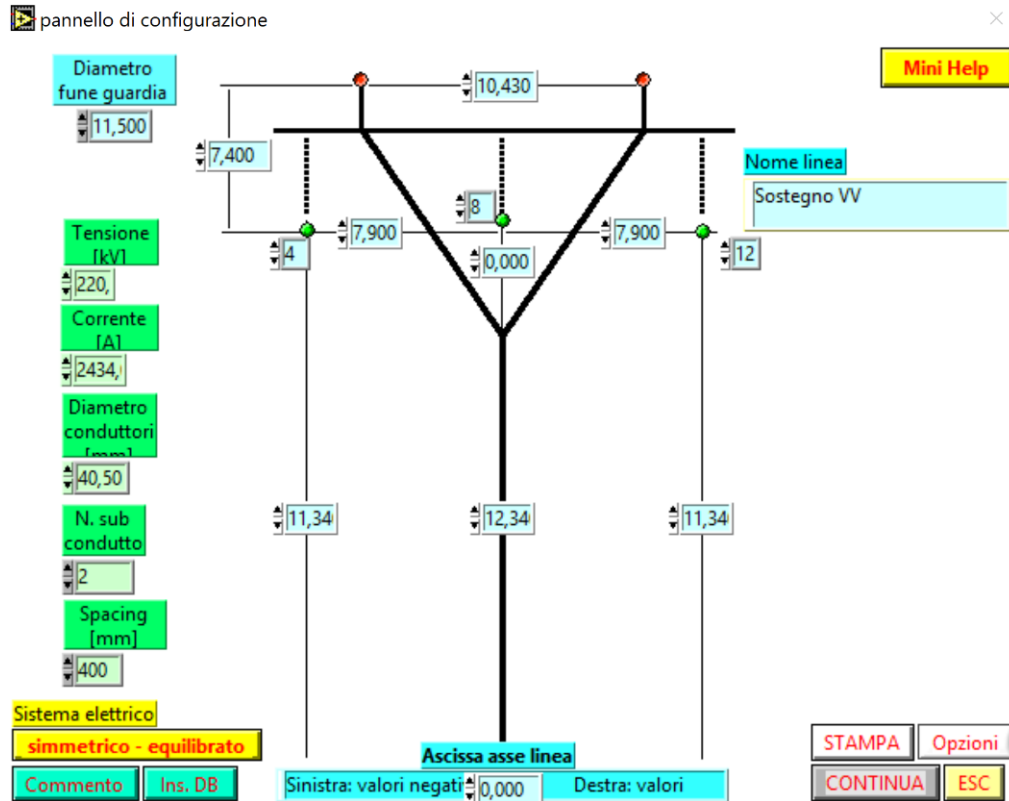 pannello di configurazione
Diametro
fune guardia
11,500
10,430
Mini Help
7,400
Nome linea
Sostegno VV
8
7,900
7,900
4
0,000
12
Tensione
[kV]
220,
Corrente
[A]
2434,
Diametro
conduttori
[mm]
40,50
11,34
12,34
11,34
N. sub
condutto
2
Spacing
[mm]
400
Sistema elettrico
simmetrico - equilibrato
Commento
Ins. DB
Ascissa asse linea
Sinistra: valori negati
0,000
Destra: valori
STAMPA
Opzioni
CONTINUA
ESC